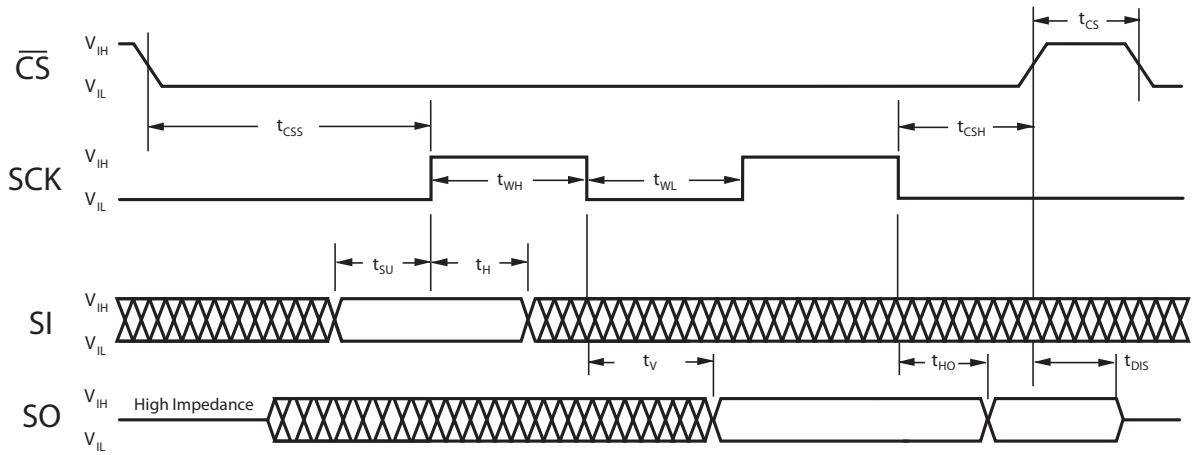 t_CS
V_IH
C̅S̅
V_IL
t_CSS
t_CSH
V_IH
SCK
t_WH
t_WL
V_IL
t_SU
t_H
V_IH
SI
V_IL
t_V
t_HO
t_DIS
V_IH
High Impedance
SO
V_IL